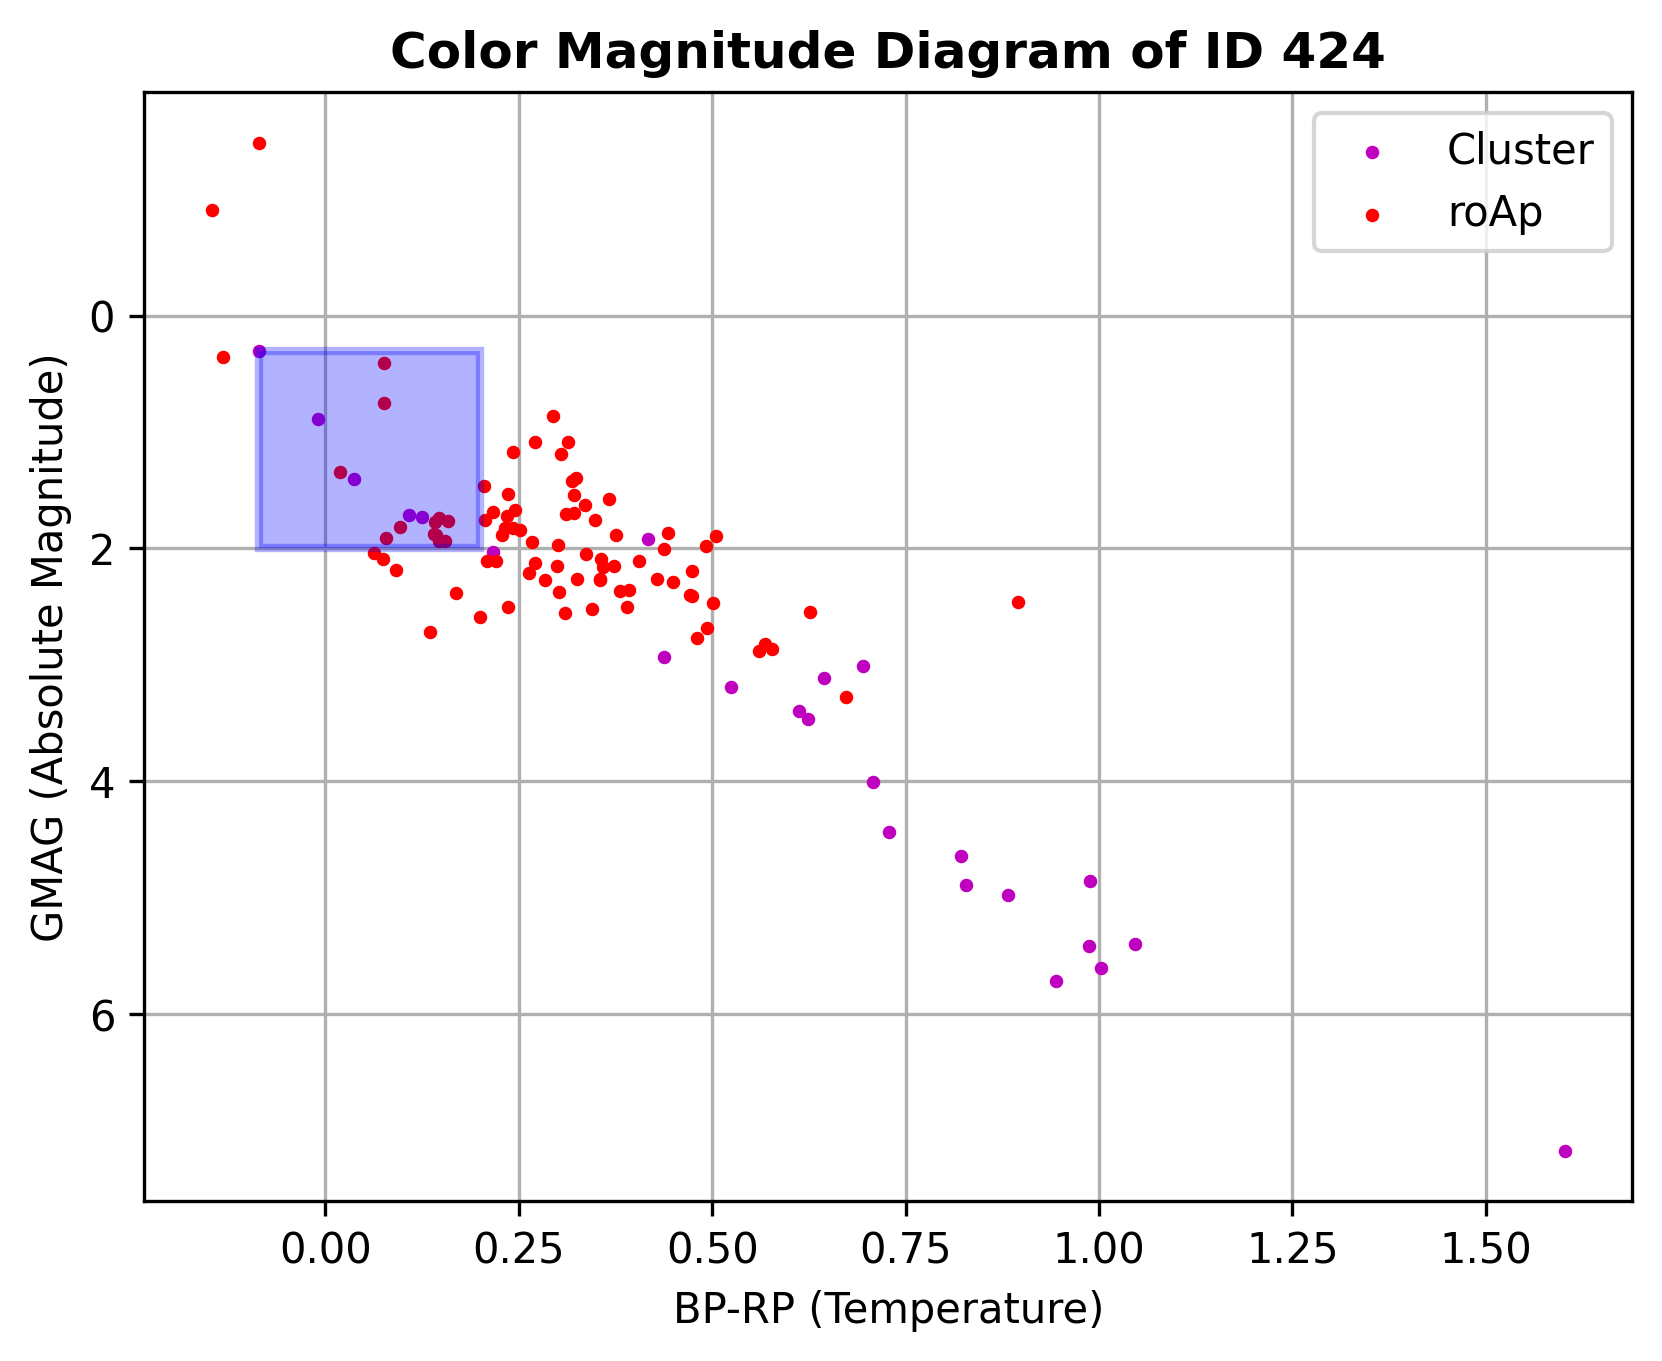 Color Magnitude Diagram of ID 424
Cluster
roAp
GMAG (Absolute Magnitude)
0
2
4
6
0.00 0.25 0.50 0.75 1.00 1.25 1.50
BP-RP (Temperature)